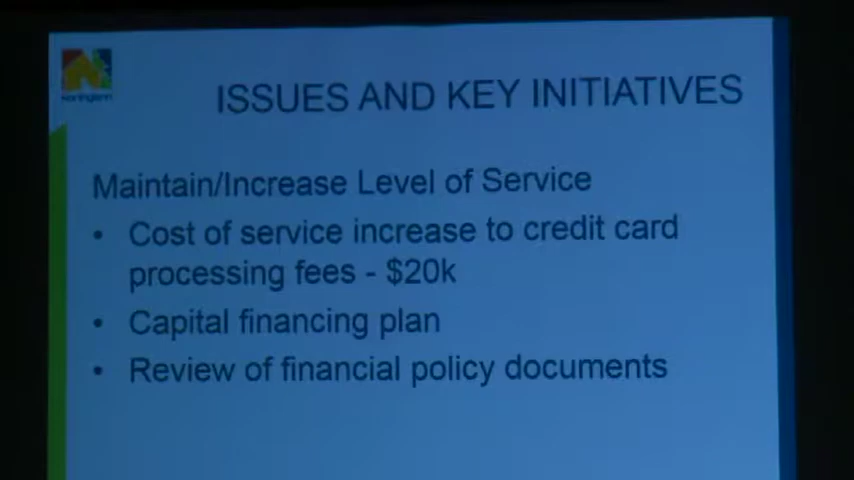 ISSUES AND KEY INITIATIVES
Maintain/Increase Level of Service
• Cost of service increase to credit card
processing fees - $20k
• Capital financing plan
• Review of financial policy documents